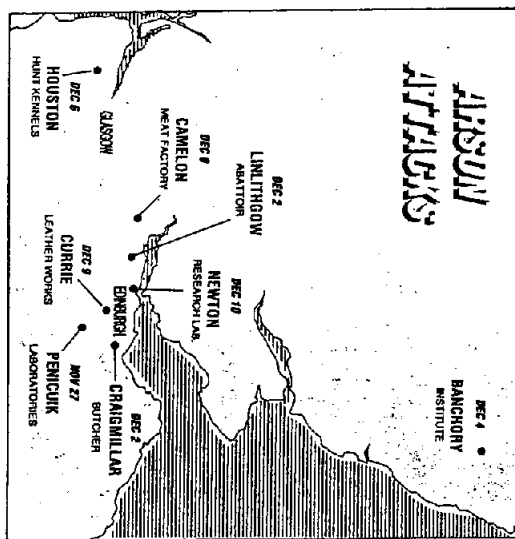 ARSON
ATTACKS
DEC 4
BANCHORY
INSTITUTE
DEC 2
LINLITHGOW
ABATTOIR
DEC 10
NEWTON
RESEARCH LAB.
DEC 8
CAMELON
MEAT FACTORY
GLASGOW
EDINBURGH
DEC 2
CRAIGMILLAR
BUTCHER
DEC 6
HOUSTON
HUNT KENNELS
DEC 9
CURRIE
LEATHER WORKS
NOV 27
PENICUIK
LABORATORIES